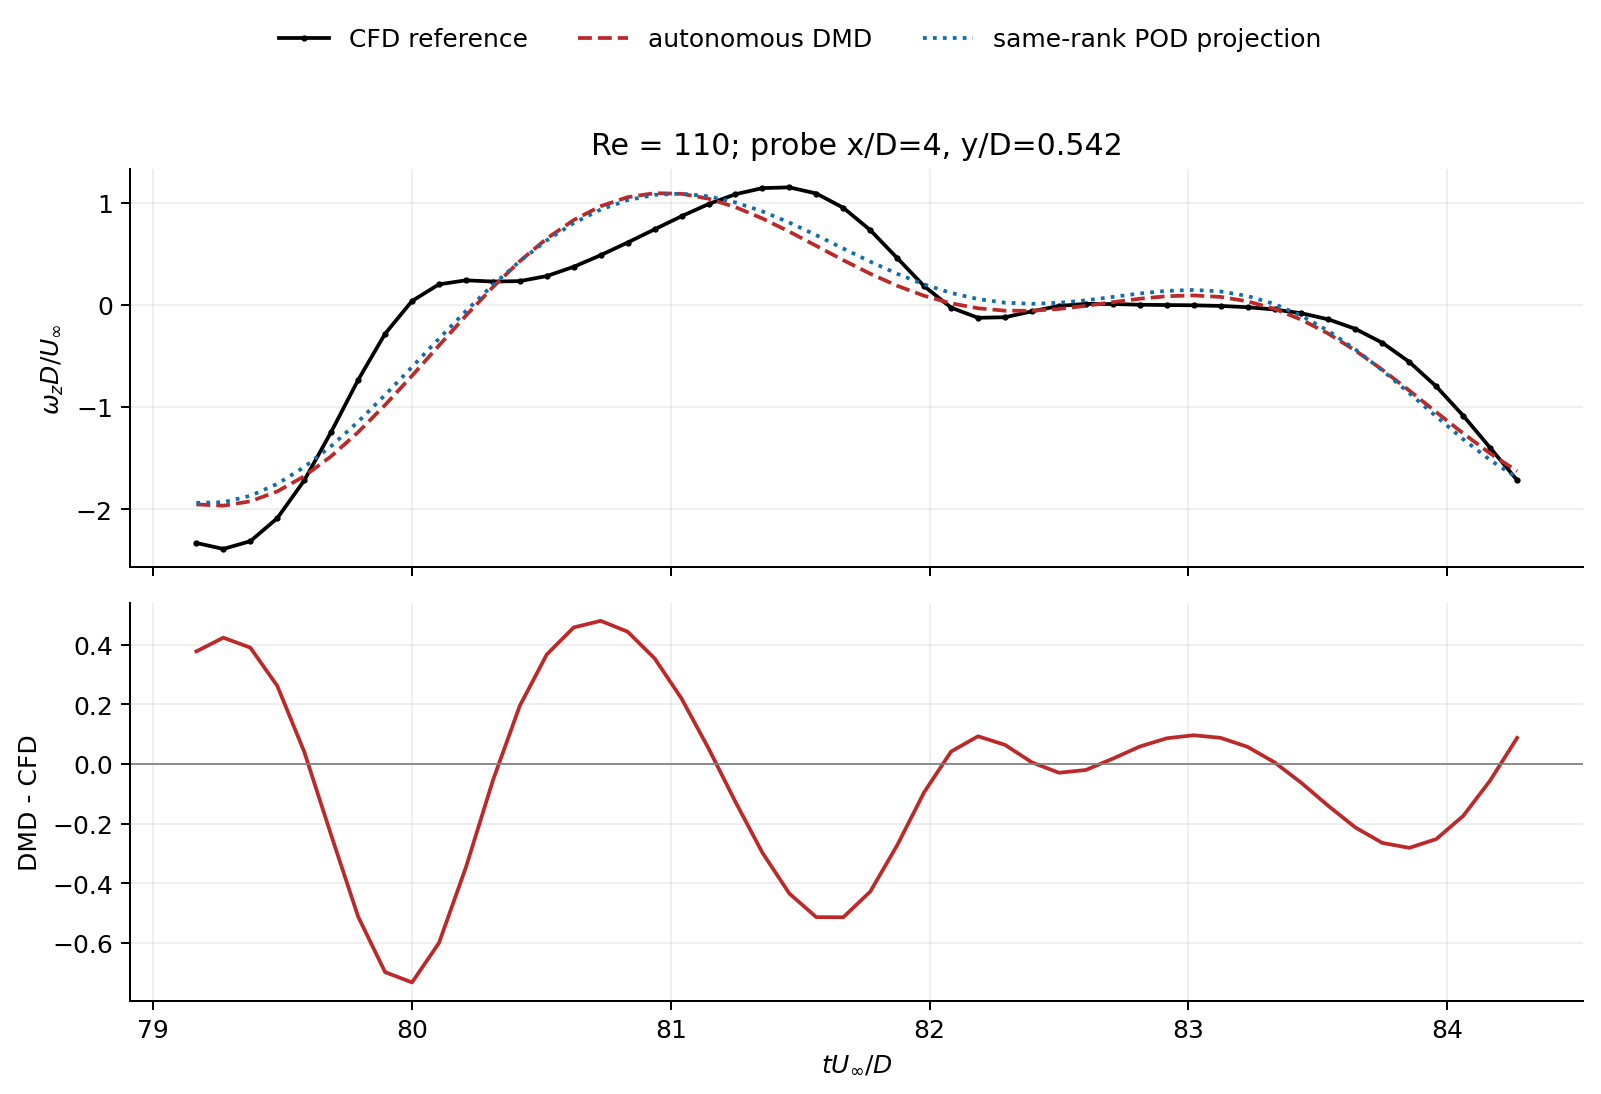 CFD reference autonomous DMD same-rank POD projection
Re = 110; probe x/D=4, y/D=0.542
1
0
−1
−2
ω_zD/U_∞
0.4
0.2
0.0
−0.2
−0.4
−0.6
DMD - CFD
79 80 81 82 83 84
tU_∞/D